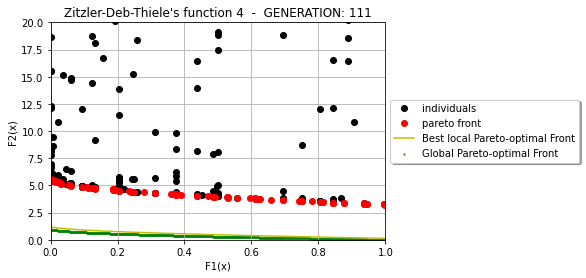 Zitzler-Deb-Thiele's function 4 - GENERATION: 111
20.0
17.5
15.0
12.5
10.0
7.5
5.0
2.5
0.0
F2(x)
0.0 0.2 0.4 0.6 0.8 1.0
F1(x)
individuals
pareto front
Best local Pareto-optimal Front
Global Pareto-optimal Front